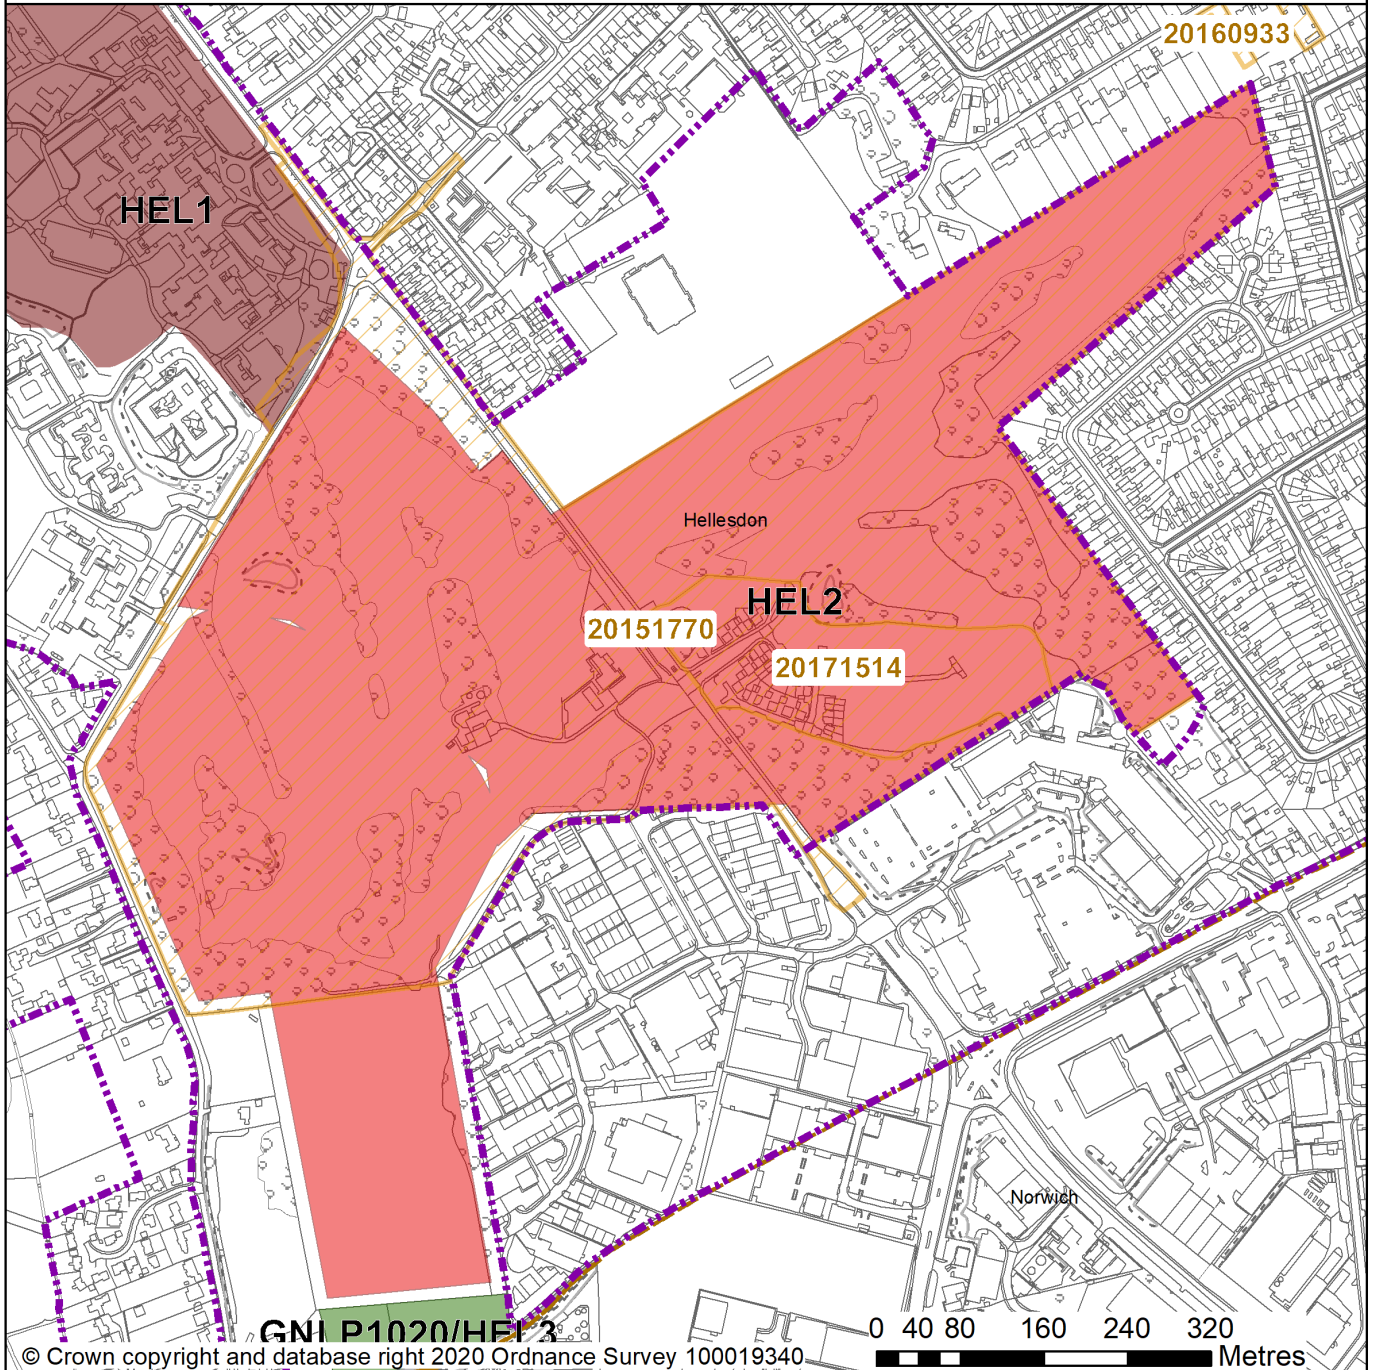 20160933
HEL1
Hellesdon
HEL2
20151770
20171514
Norwich
GNLP1020/HEL3
0 40 80 160 240 320
Metres
© Crown copyright and database right 2020 Ordnance Survey 100019340